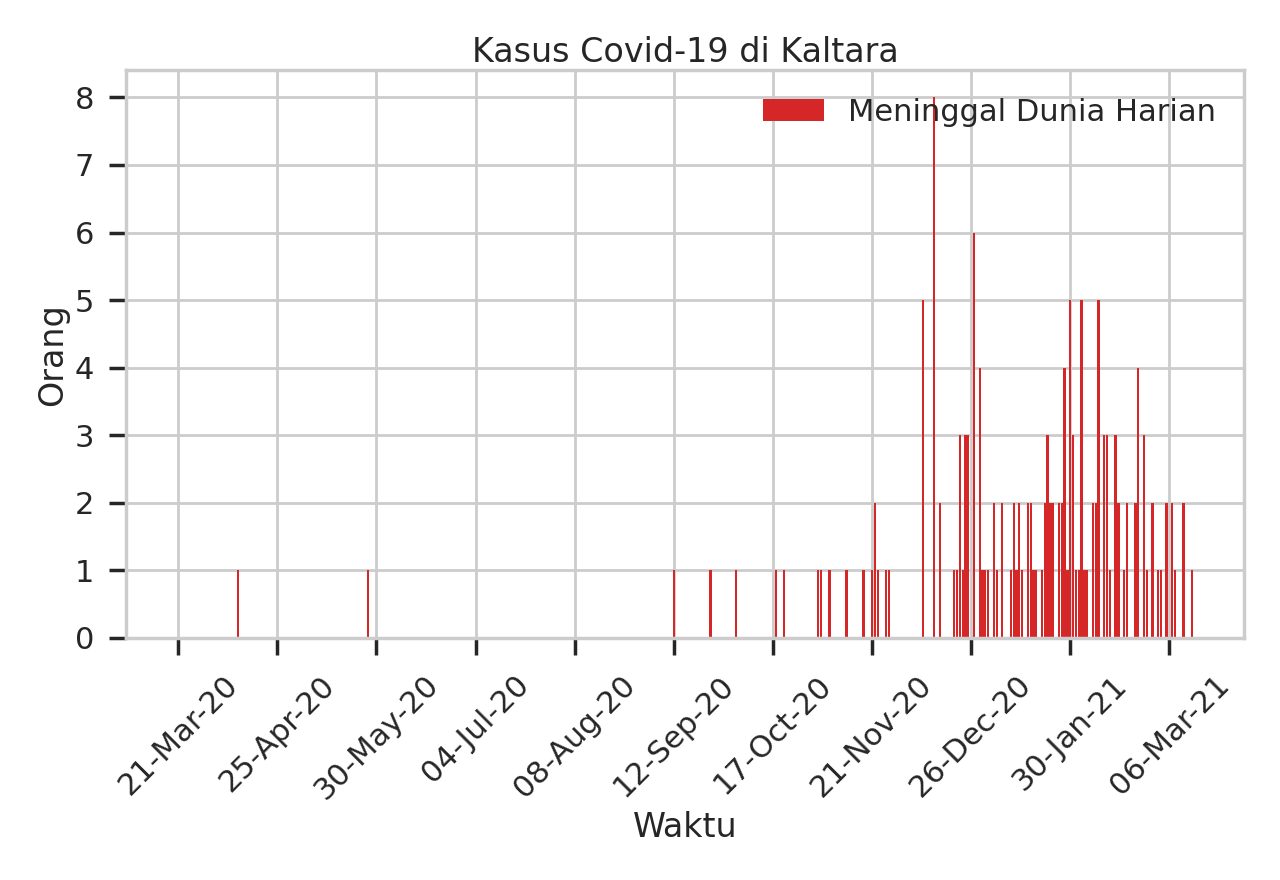 Kasus Covid-19 di Kaltara
Meninggal Dunia Harian
Orang
8
7
6
5
4
3
2
1
0
21-Mar-20
25-Apr-20
30-May-20
04-Jul-20
08-Aug-20
12-Sep-20
17-Oct-20
21-Nov-20
26-Dec-20
30-Jan-21
06-Mar-21
Waktu